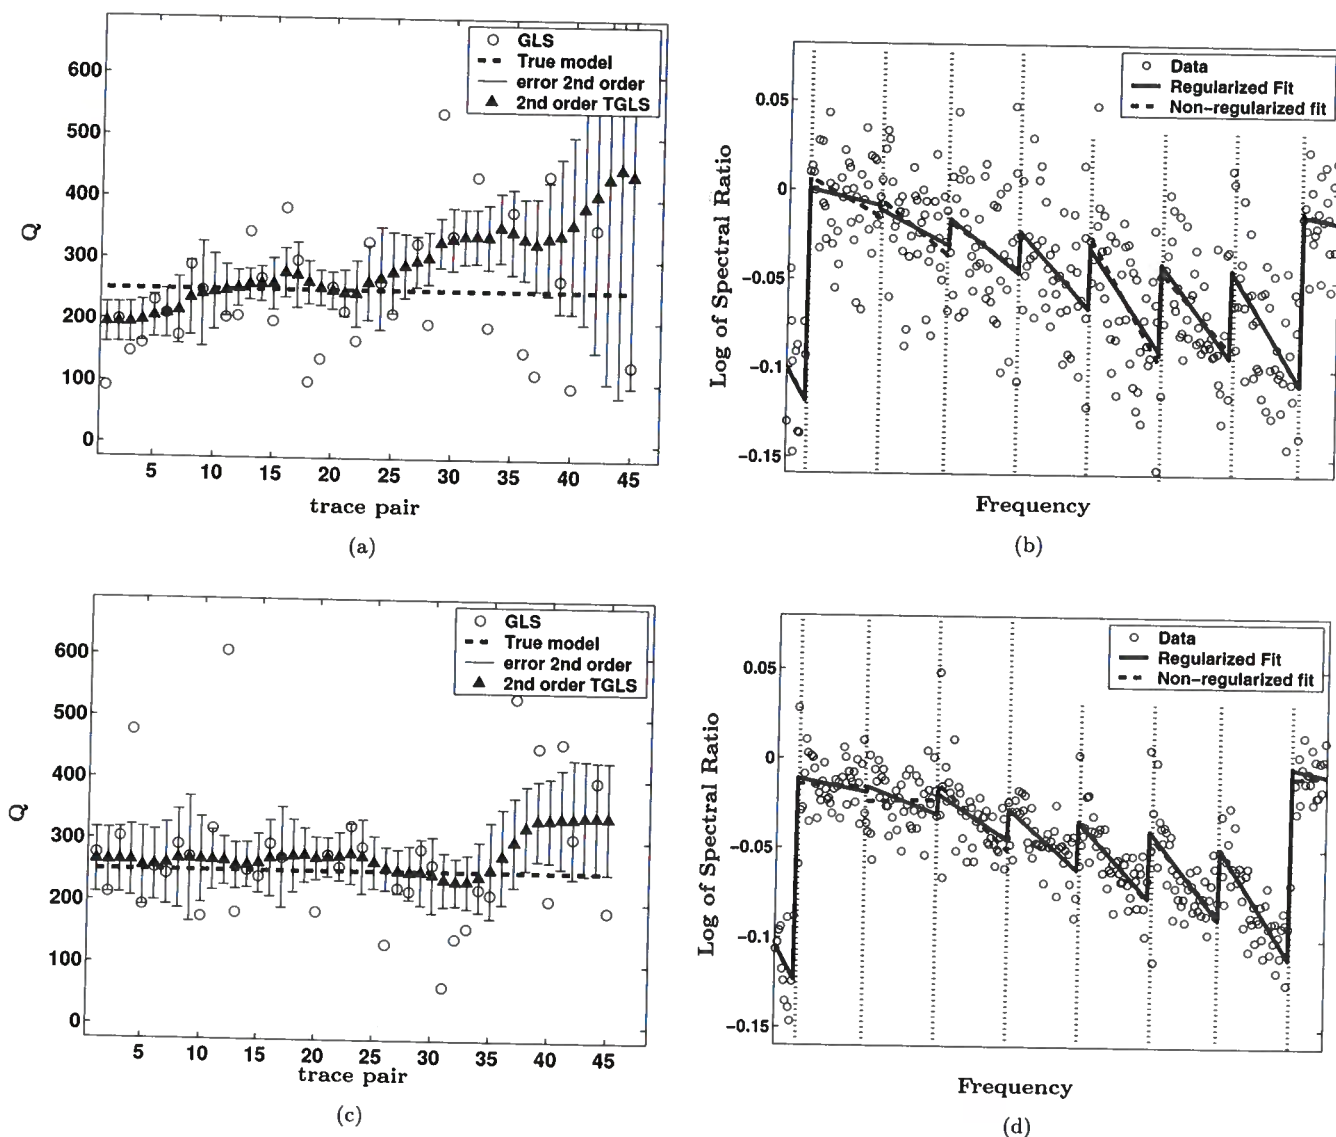 600
500
400
300
200
100
0
Q
5
10
15
20
25
30
35
40
45
trace pair
GLS
True model
error 2nd order
2nd order TGLS
(a)
0.05
0
-0.05
-0.1
-0.15
Log of Spectral Ratio
Frequency
Data
Regularized Fit
Non-regularized fit
(b)
600
500
400
300
200
100
0
Q
5
10
15
20
25
30
35
40
45
trace pair
GLS
True model
error 2nd order
2nd order TGLS
(c)
0.05
0
-0.05
-0.1
-0.15
Log of Spectral Ratio
Frequency
Data
Regularized Fit
Non-regularized fit
(d)